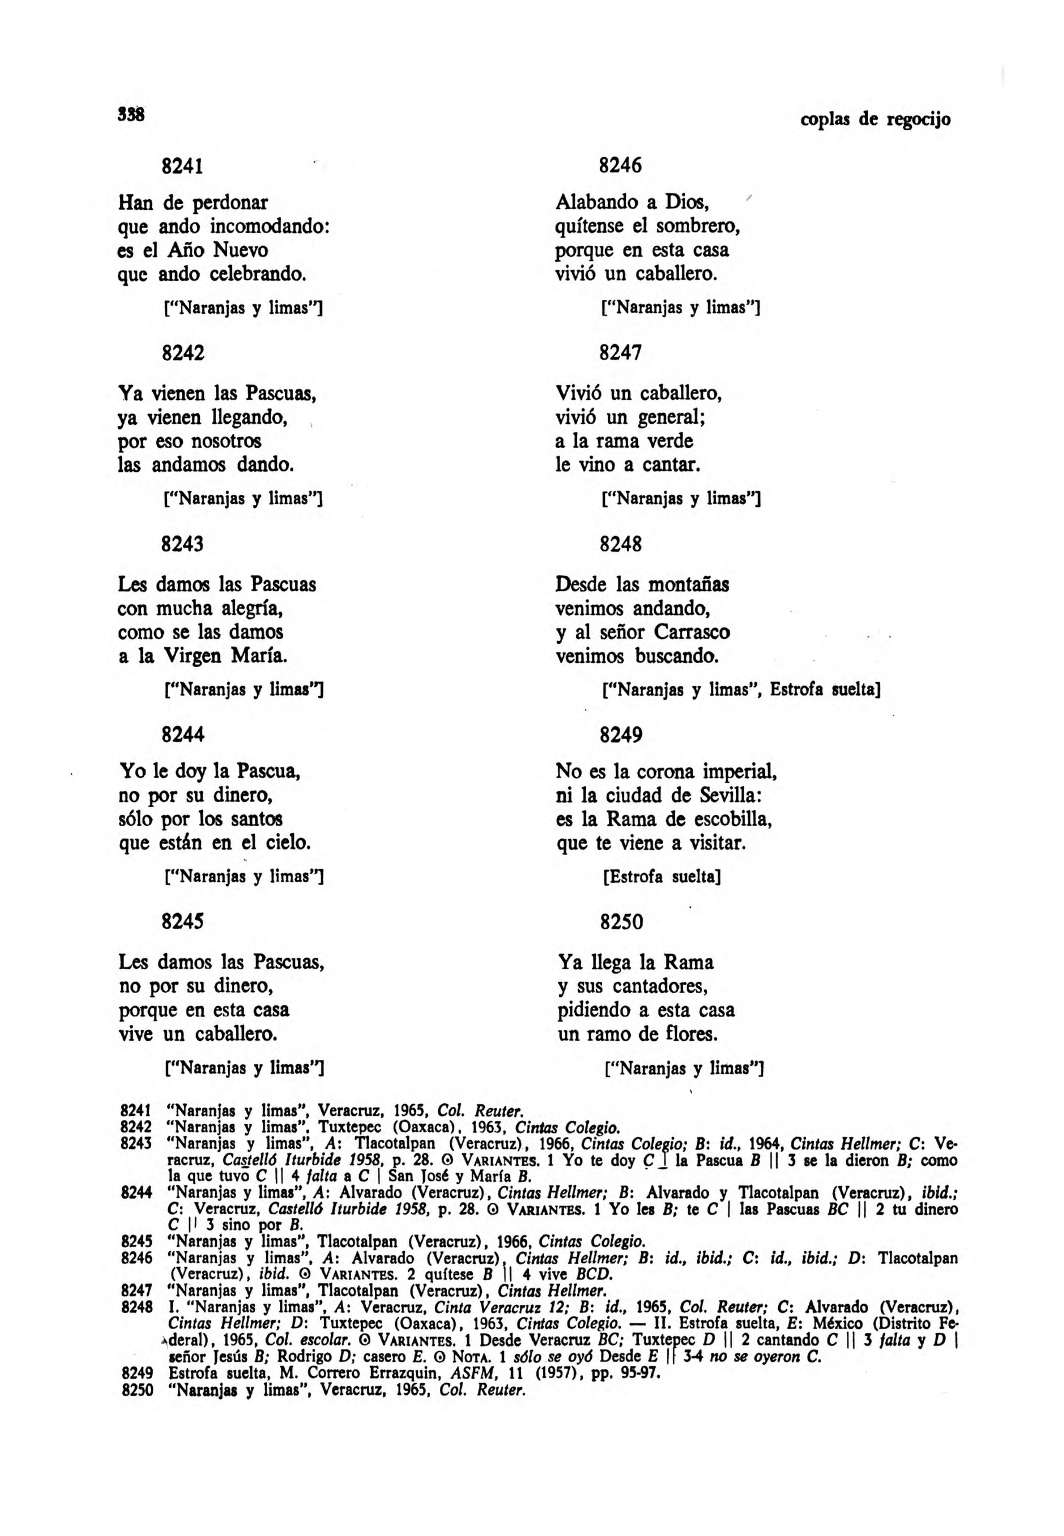 338
coplas de regocijo
8241
Han de perdonar
que ando incomodando:
es el Año Nuevo
que ando celebrando.
["Naranjas y limas"]
8242
Ya vienen las Pascuas,
ya vienen llegando,
por eso nosotros
las andamos dando.
["Naranjas y limas"]
8243
Les damos las Pascuas
con mucha alegría,
como se las damos
a la Virgen María.
["Naranjas y limas"]
8244
Yo le doy la Pascua,
no por su dinero,
sólo por los santos
que están en el cielo.
["Naranjas y limas"]
8245
Les damos las Pascuas,
no por su dinero,
porque en esta casa
vive un caballero.
["Naranjas y limas"]
8246
Alabando a Dios,
quítense el sombrero,
porque en esta casa
vivió un caballero.
["Naranjas y limas"]
8247
Vivió un caballero,
vivió un general;
a la rama verde
le vino a cantar.
["Naranjas y limas"]
8248
Desde las montañas
venimos andando,
y al señor Carrasco
venimos buscando.
["Naranjas y limas", Estrofa suelta]
8249
No es la corona imperial,
ni la ciudad de Sevilla:
es la Rama de escobilla,
que te viene a visitar.
[Estrofa suelta]
8250
Ya llega la Rama
y sus cantadores,
pidiendo a esta casa
un ramo de flores.
["Naranjas y limas"]
8241 "Naranjas y limas", Veracruz, 1965, Col. Reuter.
8242 "Naranjas y limas". Tuxtepec (Oaxaca), 1963, Cintas Colegio.
8243 "Naranjas y limas", A: Tlacotalpan (Veracruz), 1966, Cintas Colegio; B: id., 1964, Cintas Hellmer; C: Ve-
racruz, Castelló Iturbide 1958, p. 28. ⊙ VARIANTES. 1 Yo te doy C | la Pascua B || 3 se la dieron B; como
la que tuvo C || 4 falta a C | San José y María B.
8244 "Naranjas y limas", A: Alvarado (Veracruz), Cintas Hellmer; B: Alvarado y Tlacotalpan (Veracruz), ibid.;
C: Veracruz, Castelló Iturbide 1958, p. 28. ⊙ VARIANTES. 1 Yo les B; te C | las Pascuas BC || 2 tu dinero
C || 3 sino por B.
8245 "Naranjas y limas", Tlacotalpan (Veracruz), 1966, Cintas Colegio.
8246 "Naranjas y limas", A: Alvarado (Veracruz), Cintas Hellmer; B: id., ibid.; C: id., ibid.; D: Tlacotalpan
(Veracruz), ibid. ⊙ VARIANTES. 2 quítese B || 4 vive BCD.
8247 "Naranjas y limas", Tlacotalpan (Veracruz), Cintas Hellmer.
8248 I. "Naranjas y limas", A: Veracruz, Cinta Veracruz 12; B: id., 1965, Col. Reuter; C: Alvarado (Veracruz),
Cintas Hellmer; D: Tuxtepec (Oaxaca), 1963, Cintas Colegio. — II. Estrofa suelta, E: México (Distrito Fe-
deral), 1965, Col. escolar. ⊙ VARIANTES. 1 Desde Veracruz BC; Tuxtepec D || 2 cantando C || 3 falta y D |
señor Jesús B; Rodrigo D; casero E. ⊙ NOTA. 1 sólo se oyó Desde E || 3-4 no se oyeron C.
8249 Estrofa suelta, M. Correro Errazquin, ASFM, 11 (1957), pp. 95-97.
8250 "Naranjas y limas", Veracruz, 1965, Col. Reuter.